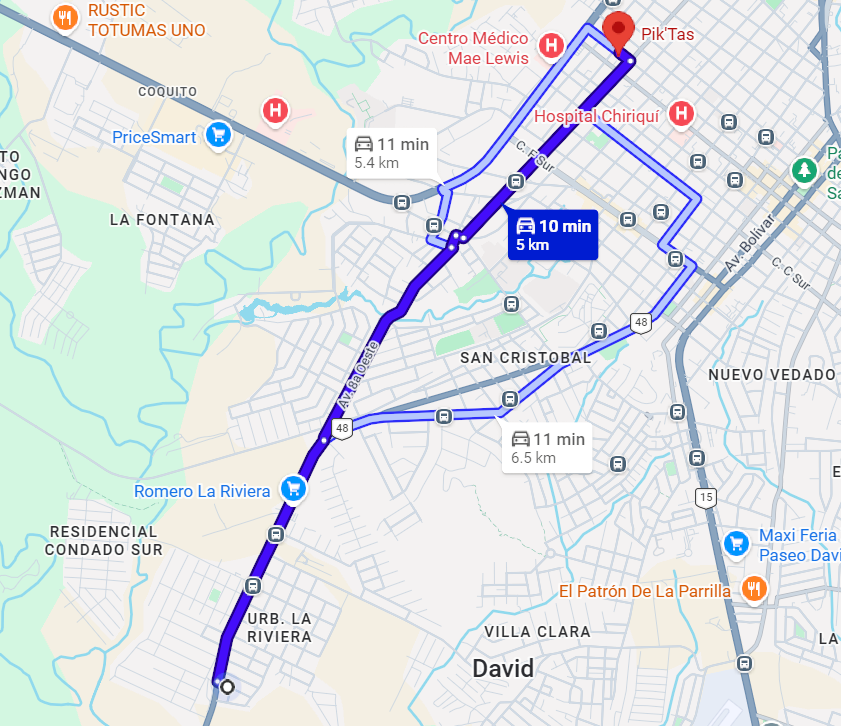 RUSTIC
TOTUMAS UNO
Pik'Tas
Centro Médico
Mae Lewis
COQUITO
PriceSmart
Hospital Chiriquí
11 min
5.4 km
C. F Sur
LA FONTANA
10 min
5 km
Av. Bolívar
C. C Sur
48
SAN CRISTOBAL
Av. 8a Oeste
NUEVO VEDADO
48
11 min
6.5 km
Romero La Riviera
15
RESIDENCIAL
CONDADO SUR
Maxi Feria
Paseo Davi
El Patrón De La Parrilla
URB. LA
RIVIERA
VILLA CLARA
LA
David